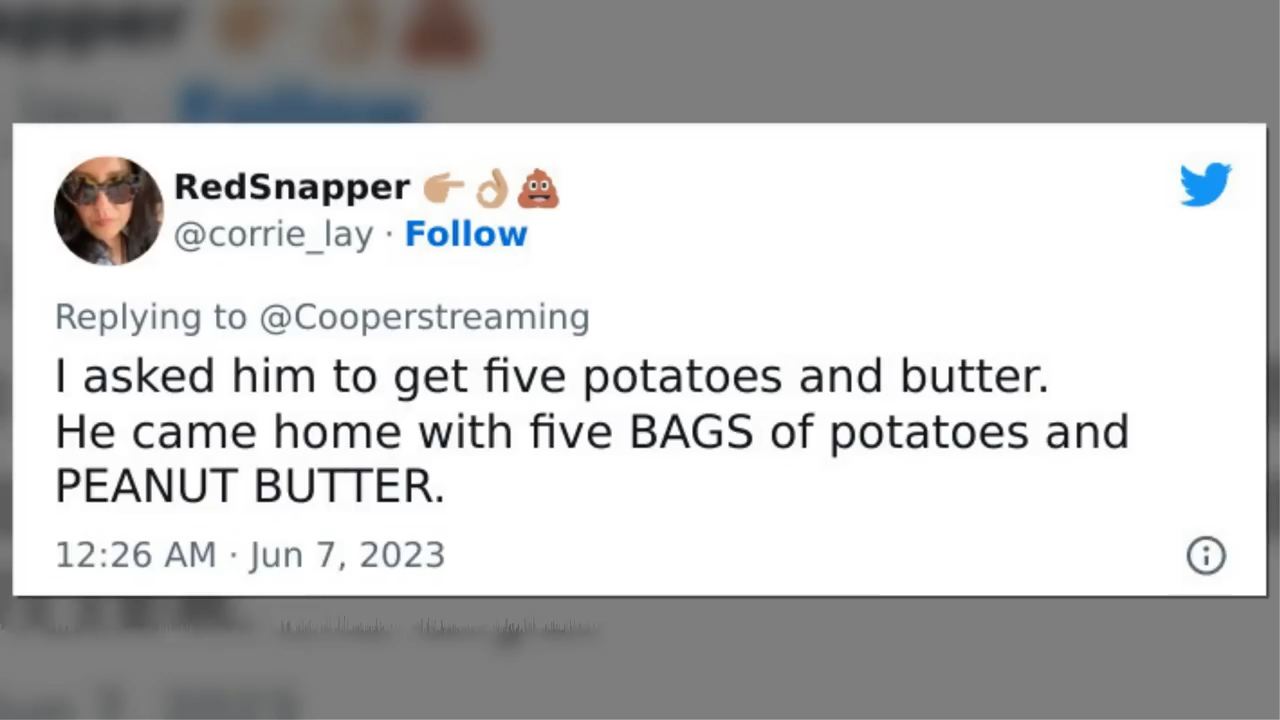 RedSnapper 👉🏼👌🏼💩
@corrie_lay · Follow
Replying to @Cooperstreaming
I asked him to get five potatoes and butter.
He came home with five BAGS of potatoes and
PEANUT BUTTER.
12:26 AM · Jun 7, 2023